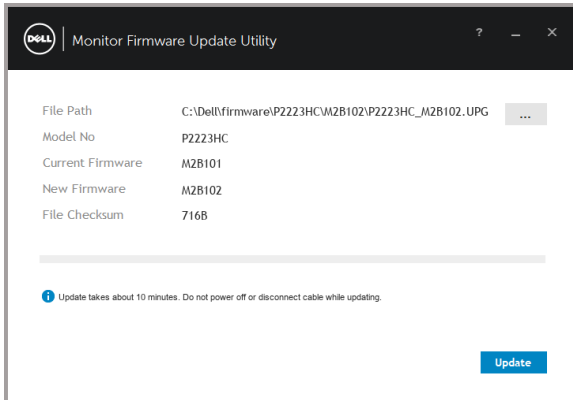 DELL Monitor Firmware Update Utility ? _ ×
File Path C:\Dell\firmware\P2223HC\M2B102\P2223HC_M2B102.UPG ...
Model No P2223HC
Current Firmware M2B101
New Firmware M2B102
File Checksum 716B
i Update takes about 10 minutes. Do not power off or disconnect cable while updating.
Update